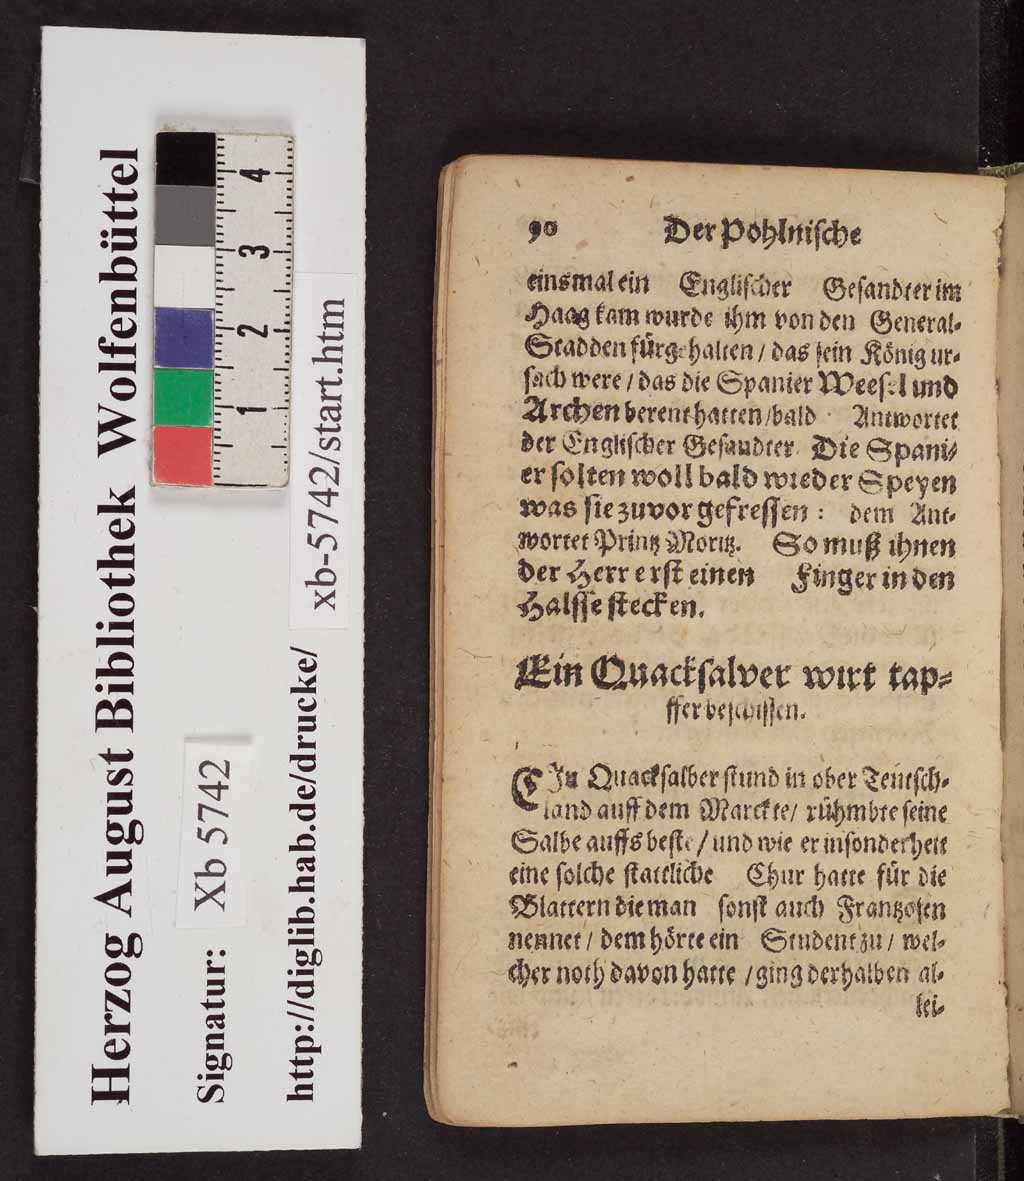 Herzog August Bibliothek Wolfenbüttel
Signatur: Xb 5742
http://diglib.hab.de/drucke/ xb-5742/start.htm
1 2 3 4
90 Der Pohlnische
einsmal ein Englischer Gesandter im
Haag kam wurde ihm von den General-
Stadden fürgehalten / das sein König ur-
sach were / das die Spanier Weesel und
Archen berent hatten / bald Antwortet
der Englischer Gesandter Die Spani-
er solten woll bald wieder Speyen
was sie zuvor gefressen : dem Ant-
wortet Printz Moritz. So muß ihnen
der Herr erst einen Finger in den
Halsse stecken.
Ein Quacksalver wirt tap-
ffer beschissen.
EIn Quacksalber stund in ober Teutsch-
land auff dem Marckte / rühmbte seine
Salbe auffs beste / und wie er insonderheit
eine solche stattliche Chur hatte für die
Blattern die man sonst auch Frantzosen
nennet / dem hörte ein Student zu / wel-
cher noth davon hatte / ging derhalben al-
lei-